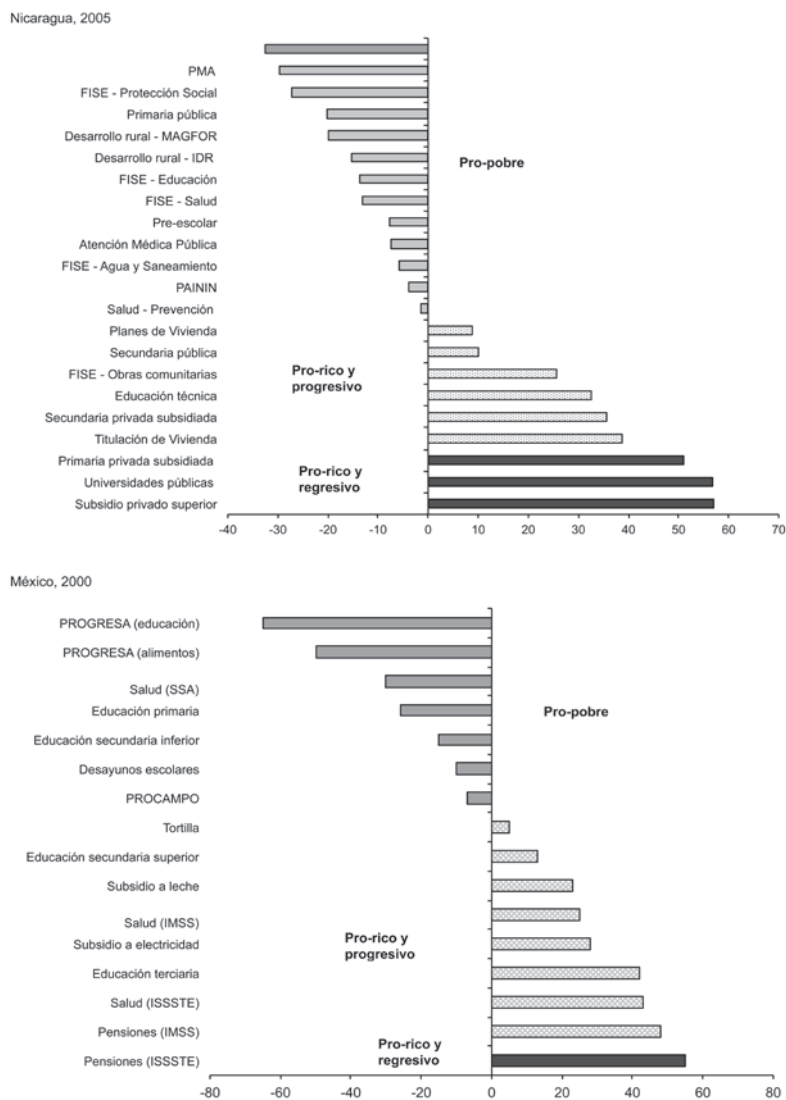 Nicaragua, 2005
PMA
FISE - Protección Social
Primaria pública
Desarrollo rural - MAGFOR
Desarrollo rural - IDR
Pro-pobre
FISE - Educación
FISE - Salud
Pre-escolar
Atención Médica Pública
FISE - Agua y Saneamiento
PAININ
Salud - Prevención
Planes de Vivienda
Secundaria pública
FISE - Obras comunitarias
Pro-rico y
progresivo
Educación técnica
Secundaria privada subsidiada
Titulación de Vivienda
Primaria privada subsidiada
Pro-rico y
regresivo
Universidades públicas
Subsidio privado superior
-40 -30 -20 -10 0 10 20 30 40 50 60 70
México, 2000
PROGRESA (educación)
PROGRESA (alimentos)
Salud (SSA)
Educación primaria
Pro-pobre
Educación secundaria inferior
Desayunos escolares
PROCAMPO
Tortilla
Educación secundaria superior
Subsidio a leche
Salud (IMSS)
Subsidio a electricidad
Pro-rico y
progresivo
Educación terciaria
Salud (ISSSTE)
Pensiones (IMSS)
Pro-rico y
regresivo
Pensiones (ISSSTE)
-80 -60 -40 -20 0 20 40 60 80